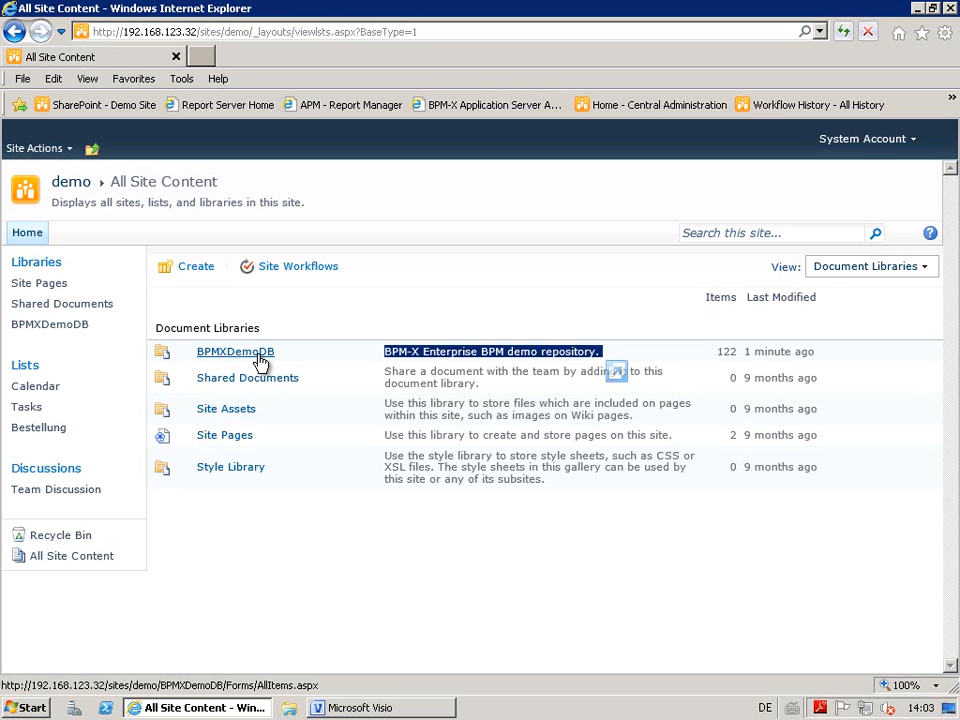 All Site Content - Windows Internet Explorer
http://192.168.123.32/sites/demo/_layouts/viewlsts.aspx?BaseType=1
All Site Content
File Edit View Favorites Tools Help
SharePoint - Demo Site Report Server Home APM - Report Manager BPM-X Application Server A... Home - Central Administration Workflow History - All History »
Site Actions System Account
demo All Site Content
Displays all sites, lists, and libraries in this site.
Home Search this site...
Libraries
Site Pages
Shared Documents
BPMXDemoDB
Lists
Calendar
Tasks
Bestellung
Discussions
Team Discussion
Recycle Bin
All Site Content
Create Site Workflows View: Document Libraries
Items Last Modified
Document Libraries
BPMXDemoDB BPM-X Enterprise BPM demo repository. 122 1 minute ago
Shared Documents Share a document with the team by adding it to this 0 9 months ago
document library.
Site Assets Use this library to store files which are included on pages 0 9 months ago
within this site, such as images on Wiki pages.
Site Pages Use this library to create and store pages on this site. 2 9 months ago
Style Library Use the style library to store style sheets, such as CSS or 0 9 months ago
XSL files. The style sheets in this gallery can be used by
this site or any of its subsites.
http://192.168.123.32/sites/demo/BPMXDemoDB/Forms/AllItems.aspx 100%
Start All Site Content - Win... Microsoft Visio DE 14:03